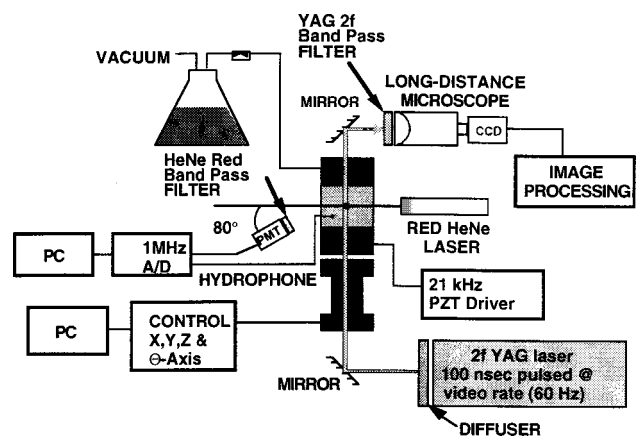 YAG 2f
Band Pass
FILTER
VACUUM
LONG-DISTANCE
MICROSCOPE
MIRROR
CCD
HeNe Red
Band Pass
FILTER
IMAGE
PROCESSING
80°
PMT
RED HeNe
LASER
PC
1MHz
A/D
HYDROPHONE
21 kHz
PZT Driver
PC
CONTROL
X,Y,Z &
Θ-Axis
MIRROR
2f YAG laser
100 nsec pulsed @
video rate (60 Hz)
DIFFUSER